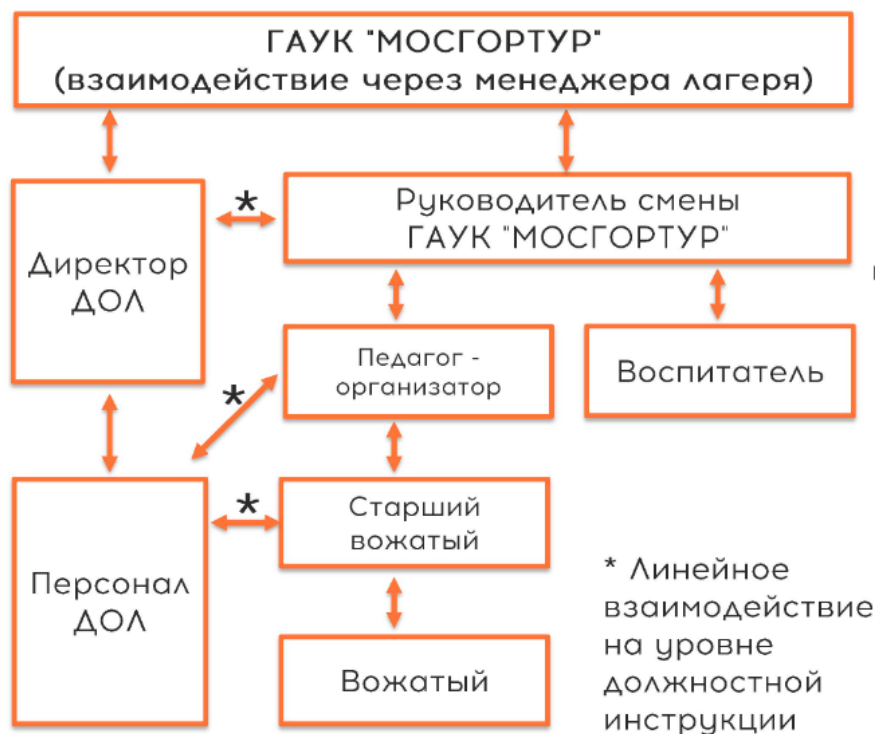 ГАУК "МОСГОРТУР"
(взаимодействие через менеджера лагеря)
*
Руководитель смены
ГАУК "МОСГОРТУР"
Директор
ДОЛ
Педагог -
организатор
Воспитатель
*
*
Старший
вожатый
Персонал
ДОЛ
Вожатый
* Линейное
взаимодействие
на уровне
должностной
инструкции